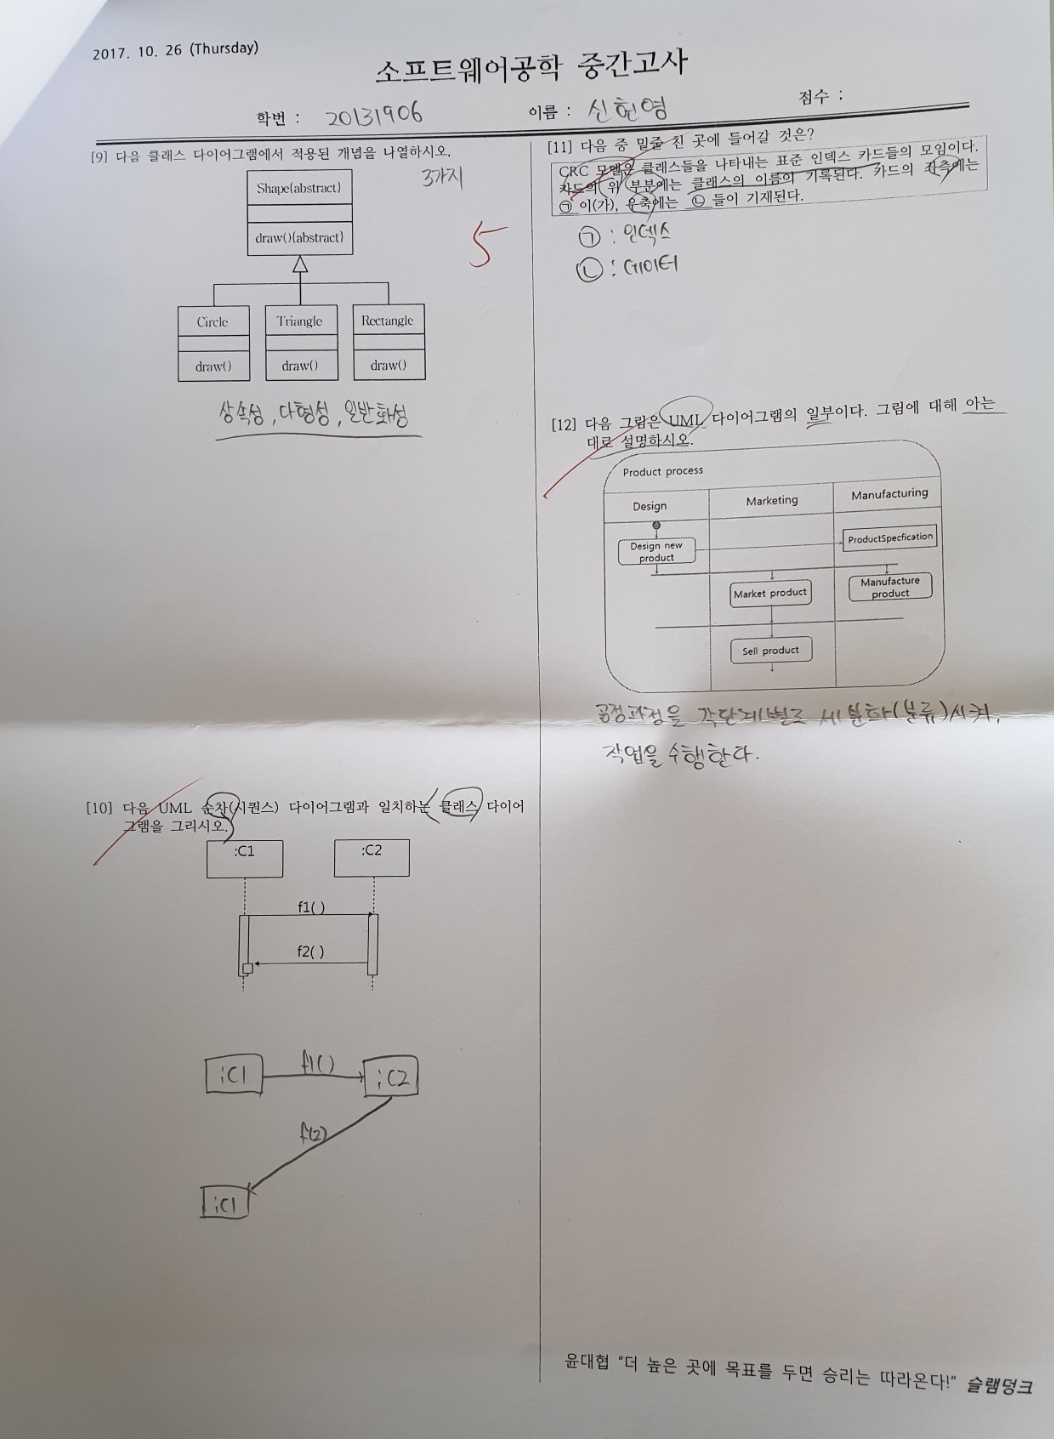 2017. 10. 26 (Thursday)
소프트웨어공학 중간고사
학번 : 20131906 이름 : 신헌영 점수 :
[9] 다음 클래스 다이어그램에서 적용된 개념을 나열하시오.
3가지
Shape(abstract)
draw(){abstract}
5
Circle
Triangle
Rectangle
draw()
draw()
draw()
상속성, 다형성, 일반화성
[10] 다음 UML 순차(시퀀스) 다이어그램과 일치하는 클래스 다이어
그램을 그리시오.
:C1
:C2
f1( )
f2( )
:C1
f1()
:C2
f(2)
:C1
[11] 다음 중 밑줄 친 곳에 들어갈 것은?
CRC 모델은 클래스들을 나타내는 표준 인덱스 카드들의 모임이다.
카드의 위 부분에는 클래스의 이름이 기록된다. 카드의 좌측에는
㉠ 이(가), 우측에는 ㉡ 들이 기재된다.
㉠ : 인덱스
㉡ : 데이터
[12] 다음 그림은 UML 다이어그램의 일부이다. 그림에 대해 아는
대로 설명하시오.
Product process
Design
Marketing
Manufacturing
Design new
product
ProductSpecfication
Market product
Manufacture
product
Sell product
공정과정을 각단계별로 세분화(분류)시켜,
작업을 수행한다.
윤대협 "더 높은 곳에 목표를 두면 승리는 따라온다!" 슬램덩크